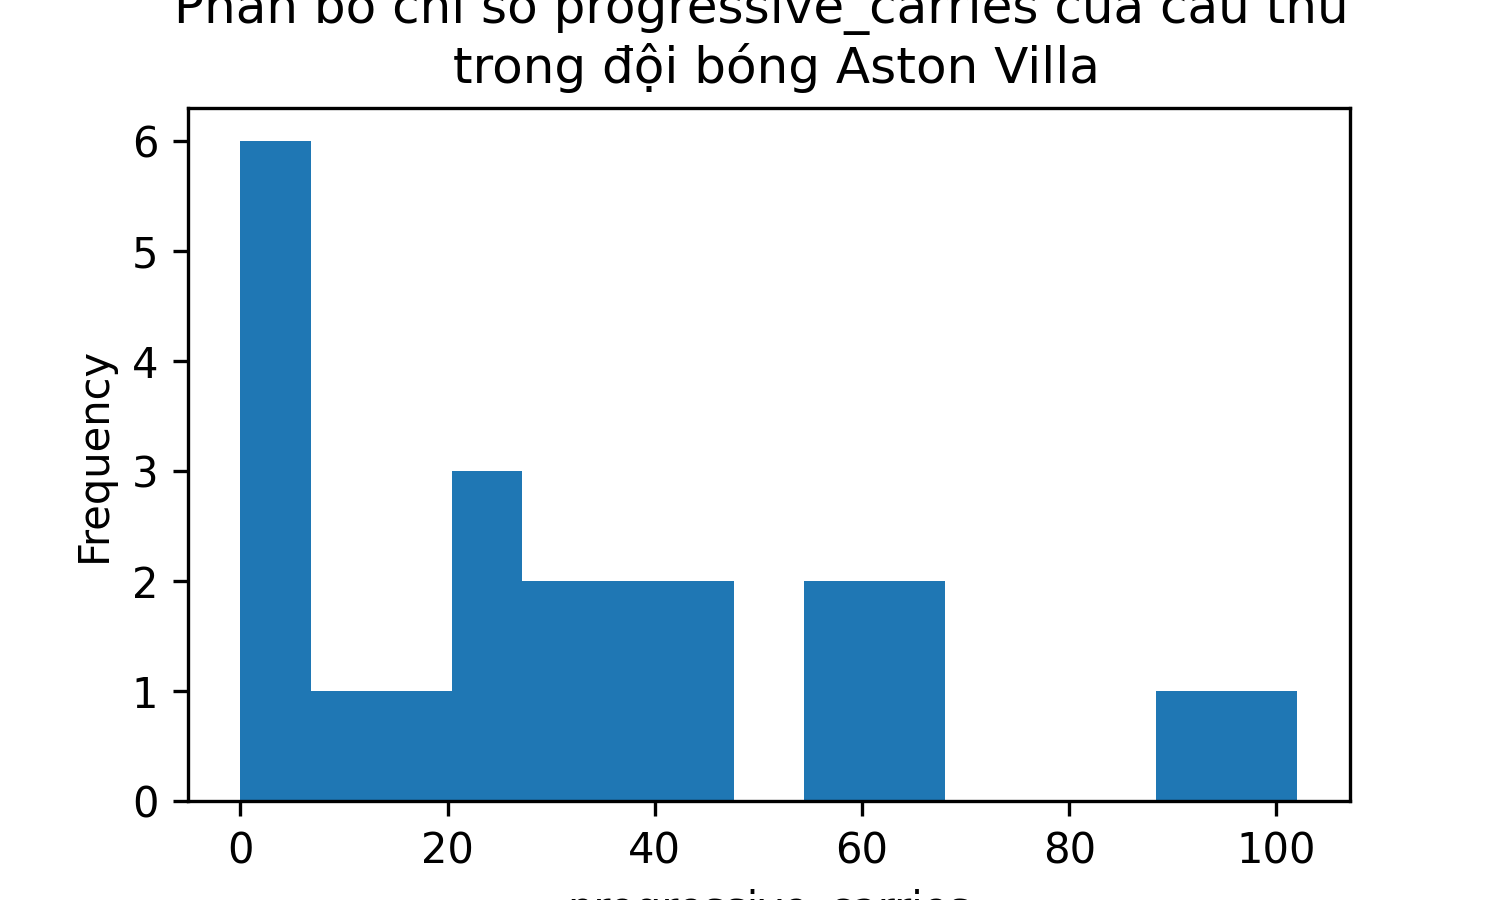 Phân bố chỉ số progressive_carries của cầu thủ
trong đội bóng Aston Villa
6
5
4
3
2
1
0
Frequency
0 20 40 60 80 100
progressive_carries